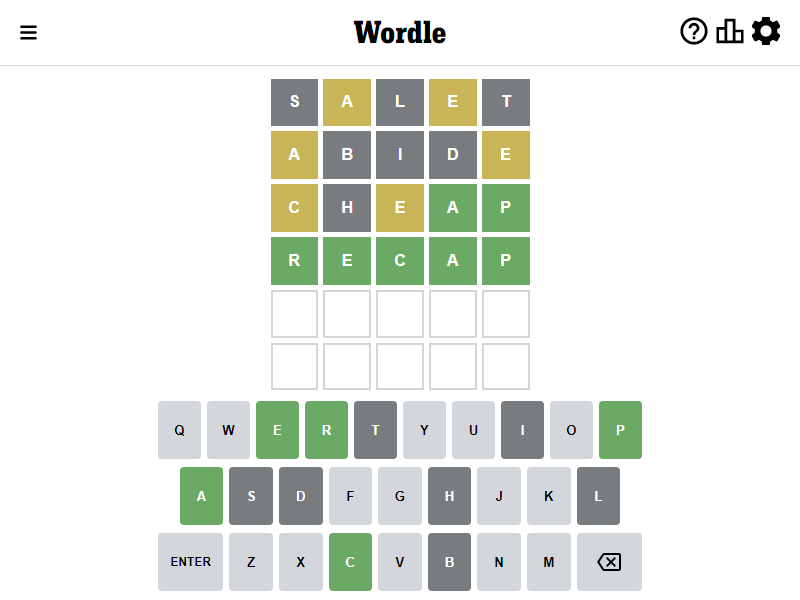 Wordle
S A L E T
A B I D E
C H E A P
R E C A P
Q W E R T Y U I O P
A S D F G H J K L
ENTER Z X C V B N M